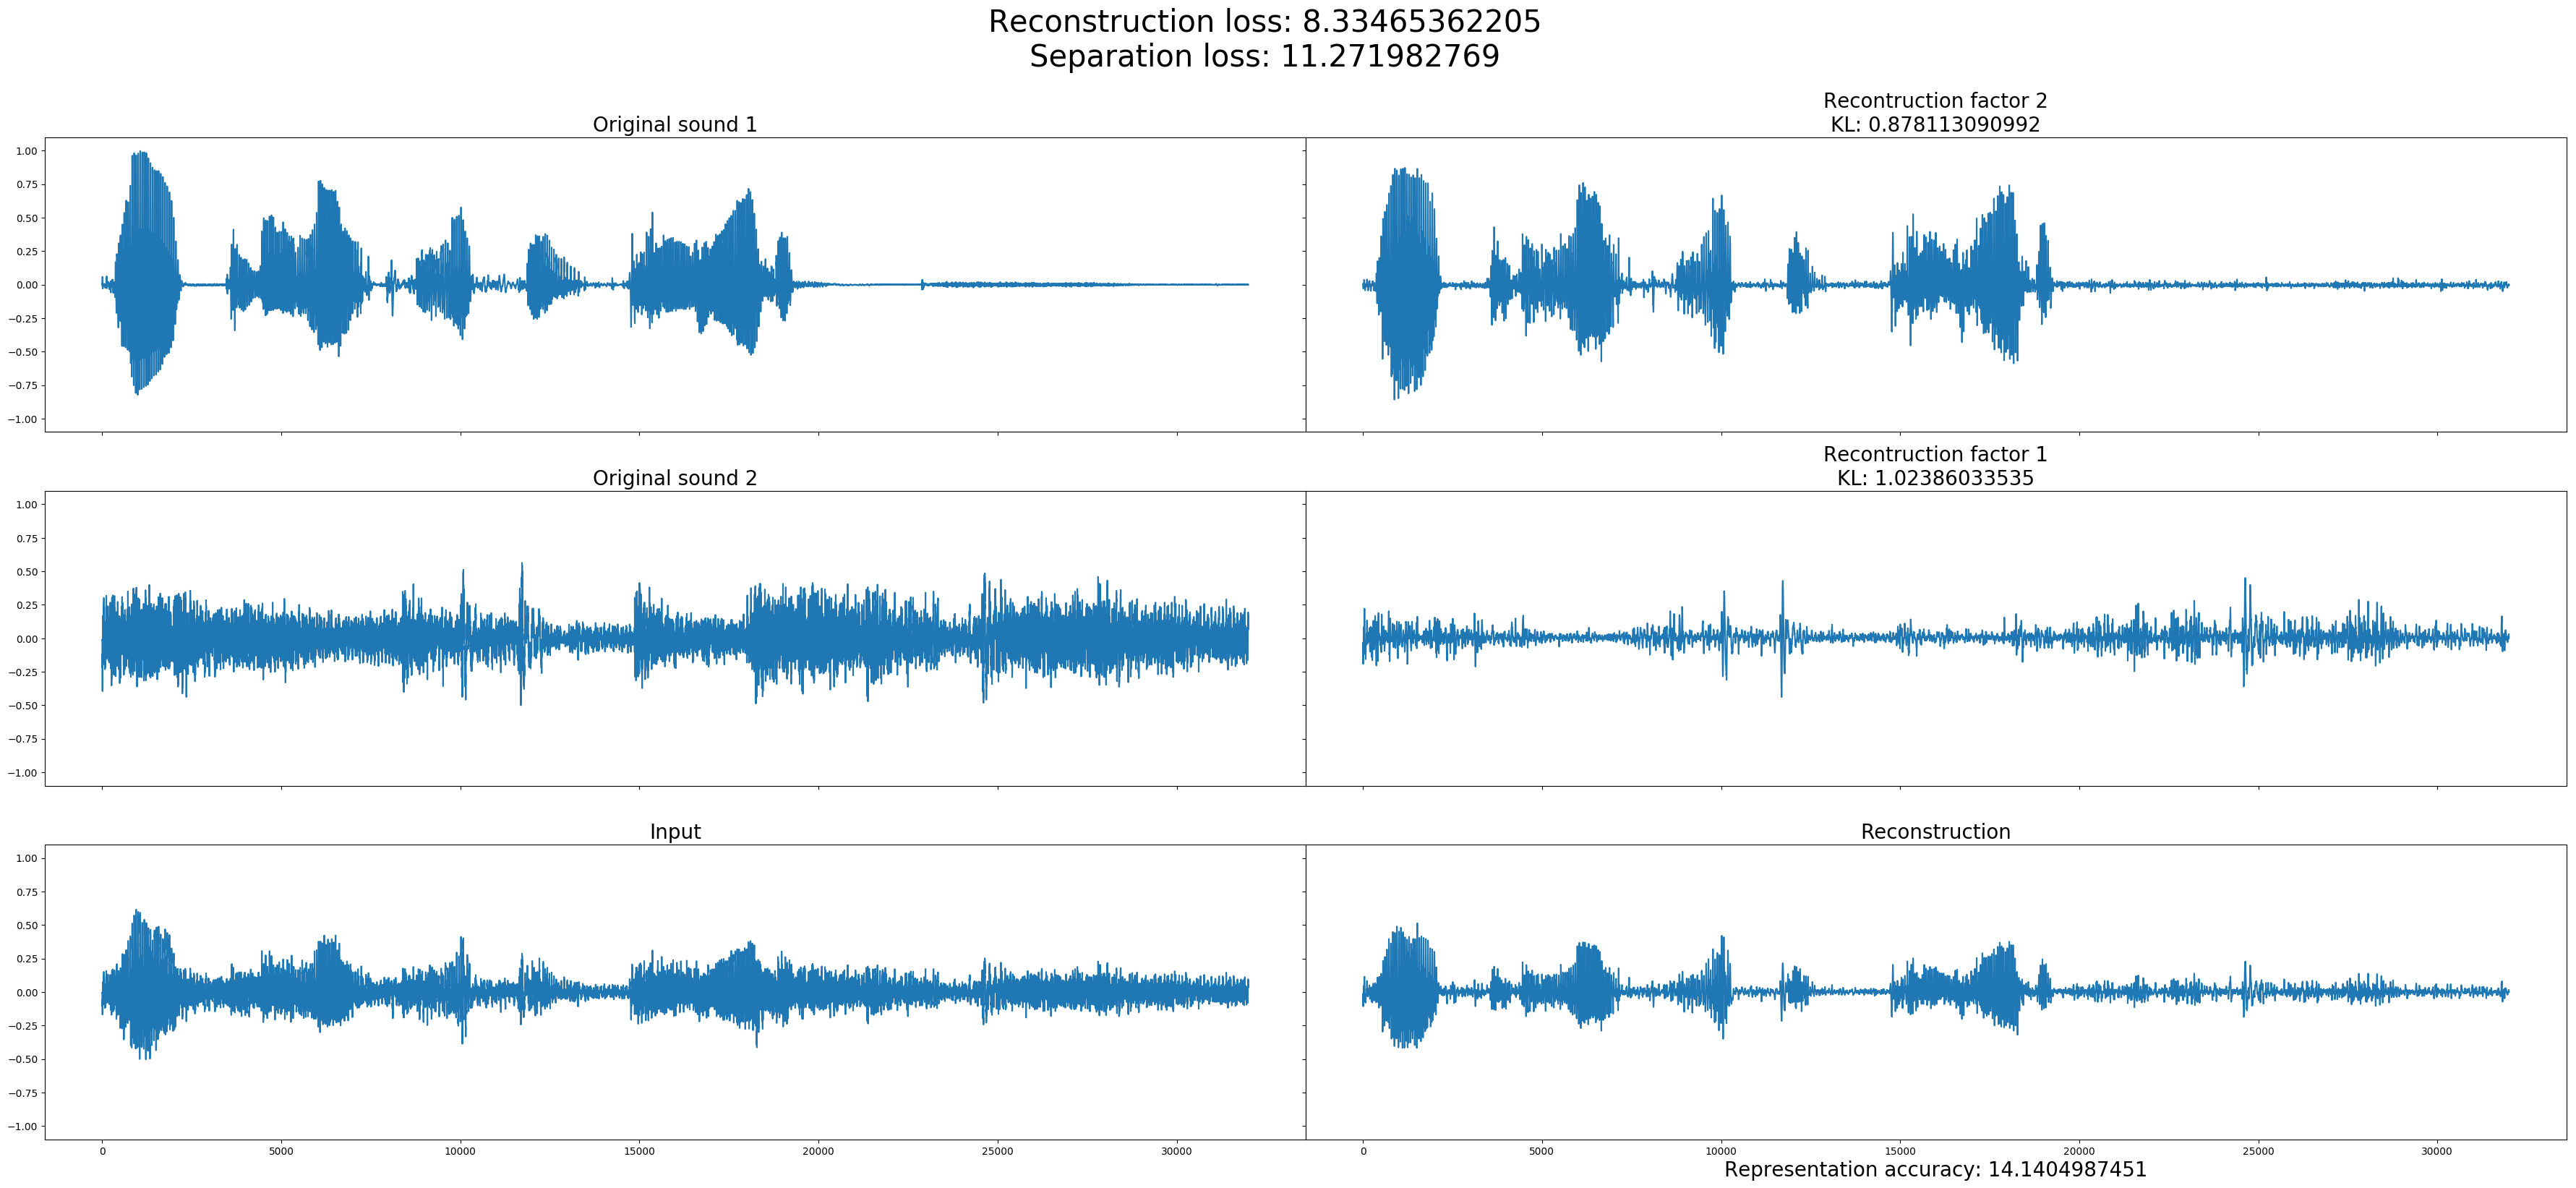 Reconstruction loss: 8.33465362205
Separation loss: 11.271982769
Original sound 1
Recontruction factor 2
KL: 0.878113090992
1.00
0.75
0.50
0.25
0.00
−0.25
−0.50
−0.75
−1.00
Original sound 2
Recontruction factor 1
KL: 1.02386033535
1.00
0.75
0.50
0.25
0.00
−0.25
−0.50
−0.75
−1.00
Input
Reconstruction
1.00
0.75
0.50
0.25
0.00
−0.25
−0.50
−0.75
−1.00
0 5000 10000 15000 20000 25000 30000
0 5000 10000 15000 20000 25000 30000
Representation accuracy: 14.1404987451